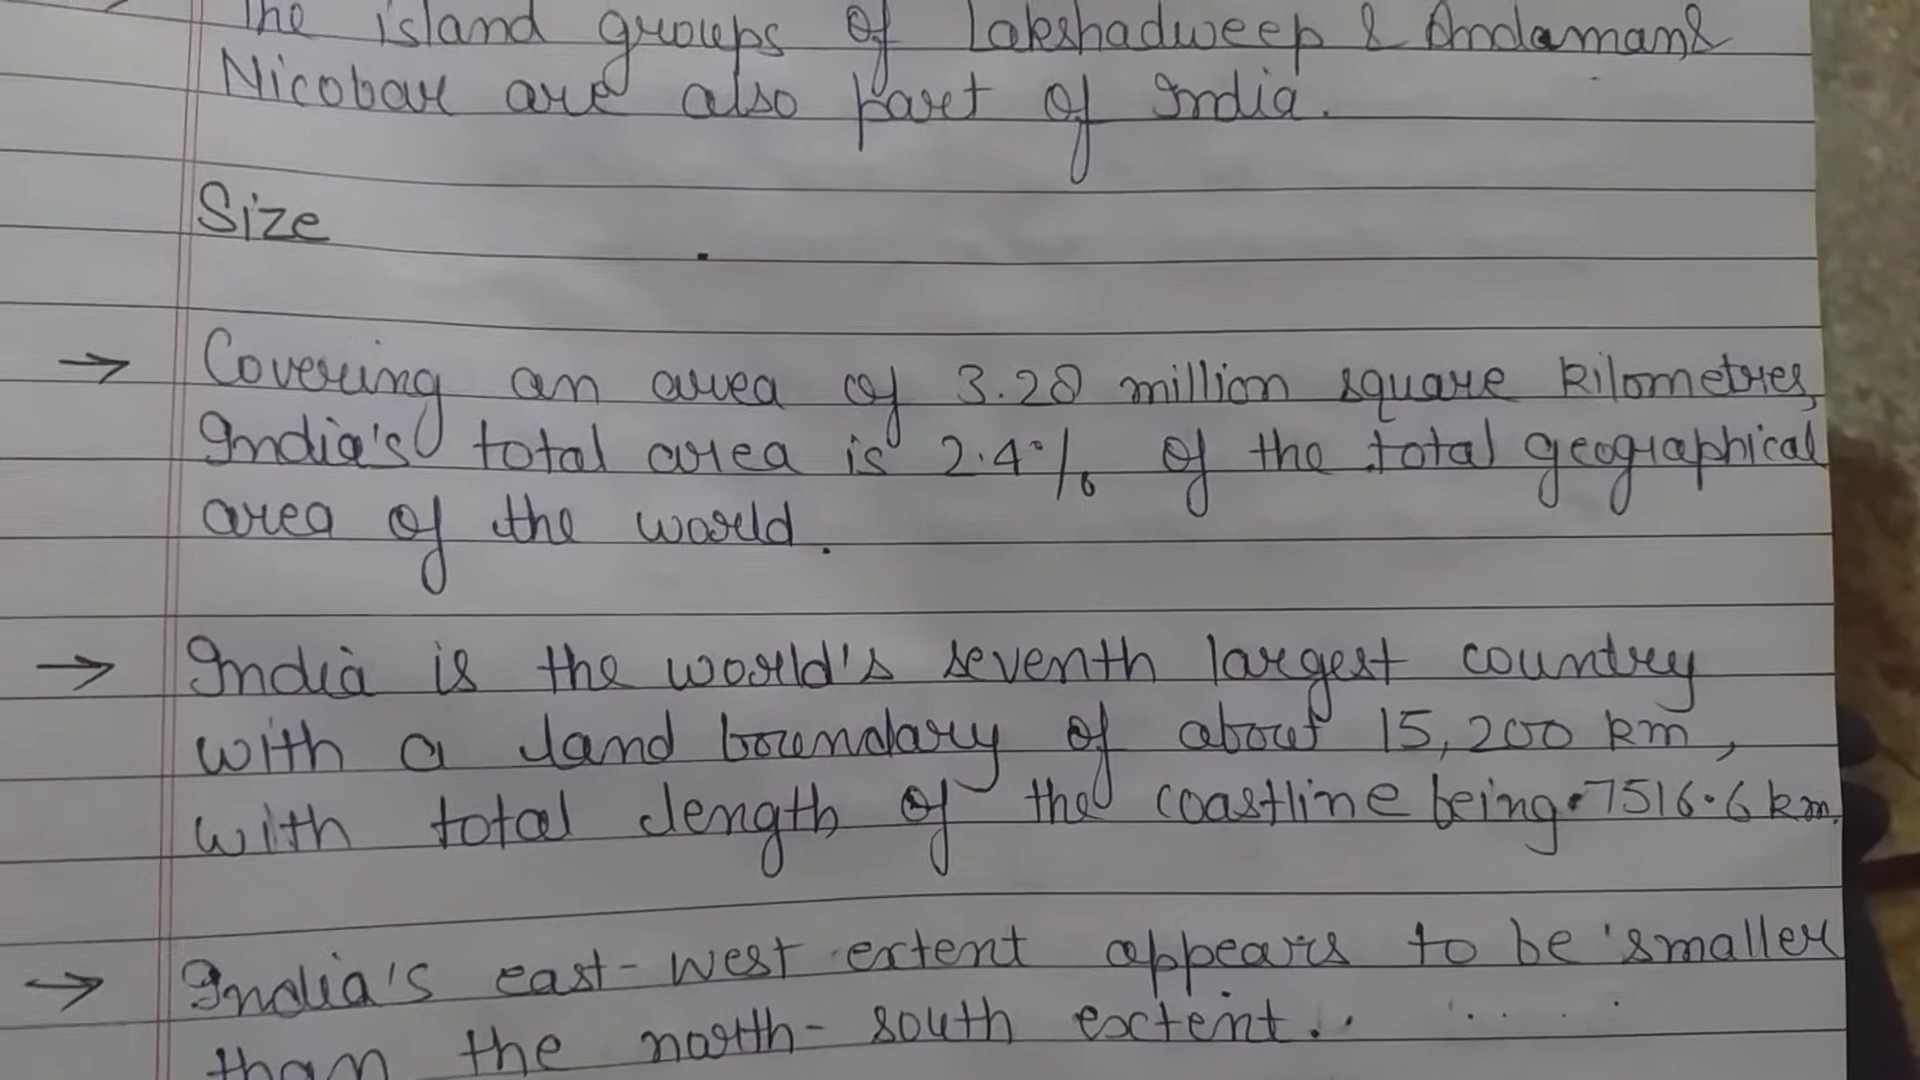 The island groups of Lakshadweep & Andaman &
Nicobar are also part of India.
Size
→ Covering an area of 3.28 million square kilometres,
India's total area is 2.4% of the total geographical
area of the world.
→ India is the world's seventh largest country
with a land boundary of about 15,200 km,
with total length of the coastline being 7516.6 km.
→ India's east-west extent appears to be smaller
than the north-south extent..